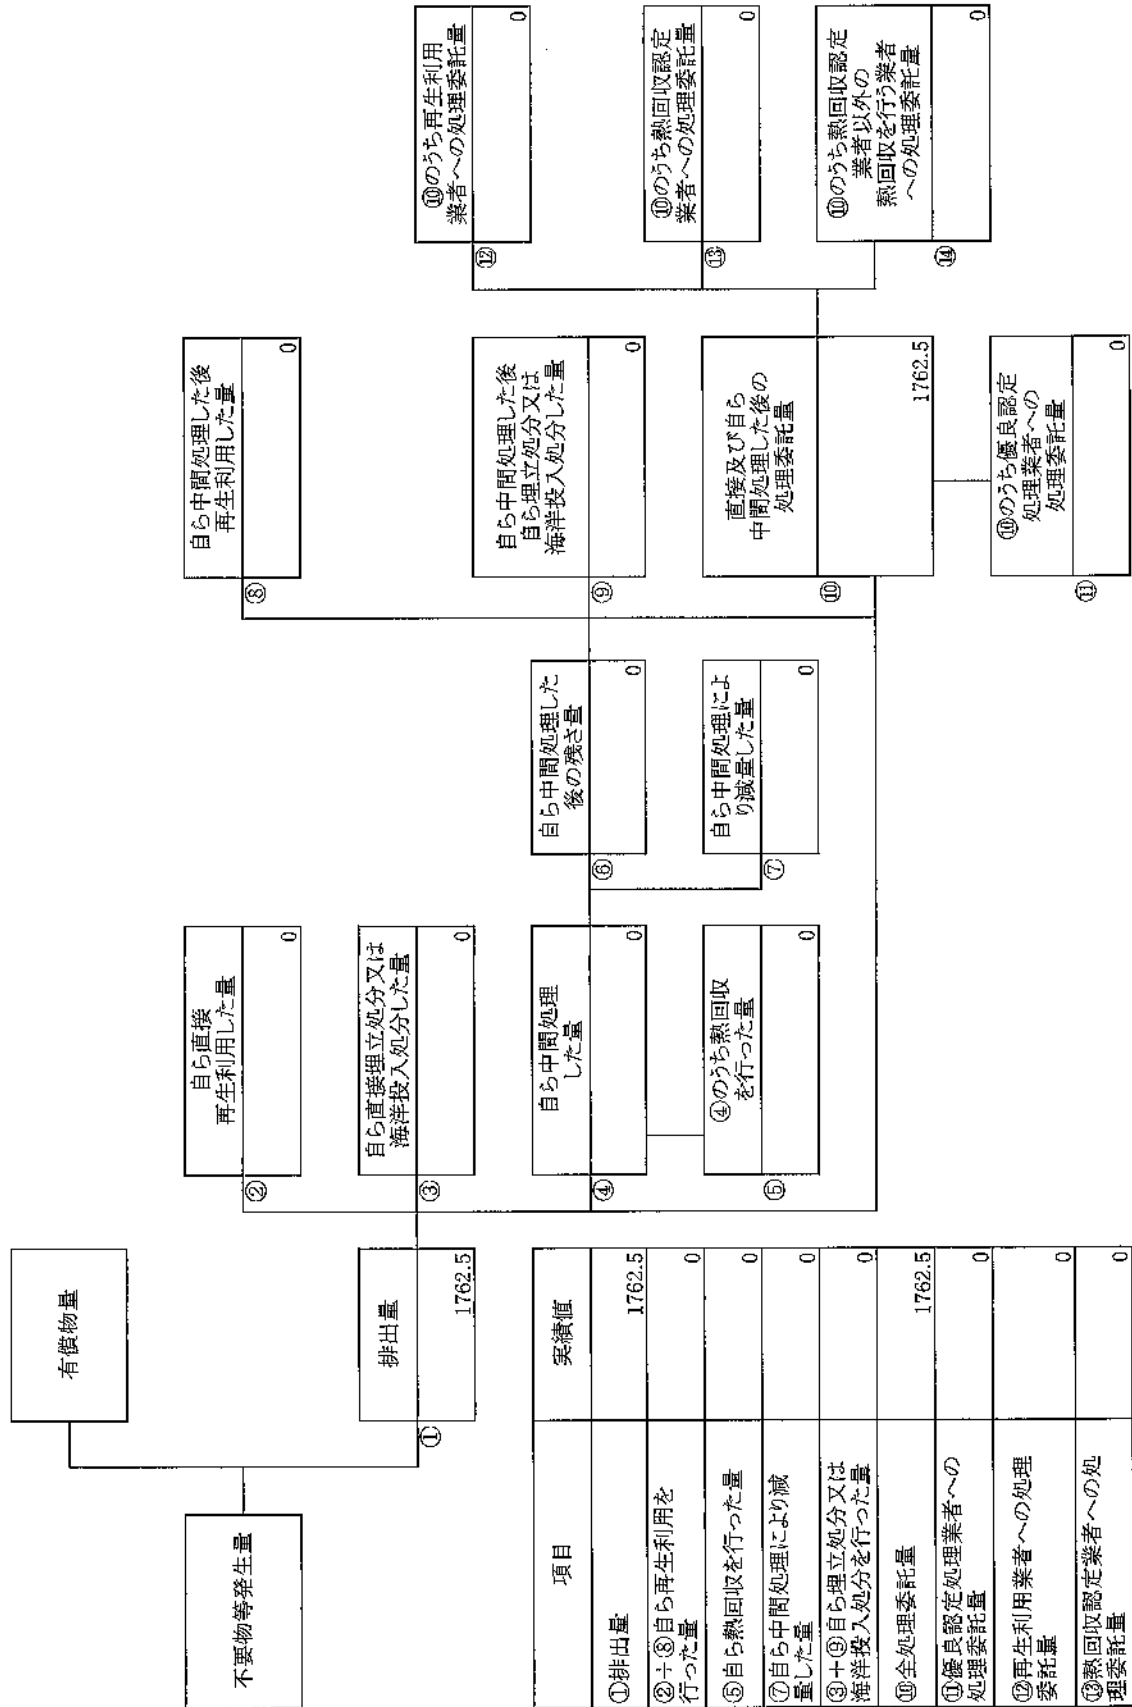 不要物等発生量
有償物量
①
排出量
1762.5
②
自ら直接
再生利用した量
0
③
自ら直接埋立処分又は
海洋投入処分した量
0
④
自ら中間処理
した量
0
⑤
④のうち熱回収
を行った量
0
⑥
自ら中間処理した
後の残さ量
0
⑦
自ら中間処理によ
り減量した量
0
⑧
自ら中間処理した後
再生利用した量
0
⑨
自ら中間処理した後
自ら埋立処分又は
海洋投入処分した量
0
⑩
直接及び自ら
中間処理した後の
処理委託量
1762.5
⑪
⑩のうち優良認定
処理業者への
処理委託量
0
⑫
⑩のうち再生利用
業者への処理委託量
0
⑬
⑩のうち熱回収認定
業者への処理委託量
0
⑭
⑩のうち熱回収認定
業者以外の
熱回収を行う業者
への処理委託量
0
項目 実績値
①排出量 1762.5
②+⑧自ら再生利用を
行った量 0
⑤自ら熱回収を行った量 0
⑦自ら中間処理により減
量した量 0
③+⑨自ら埋立処分又は
海洋投入処分を行った量 0
⑩全処理委託量 1762.5
⑪優良認定処理業者への
処理委託量 0
⑫再生利用業者への処理
委託量 0
⑬熱回収認定業者への処
理委託量 0